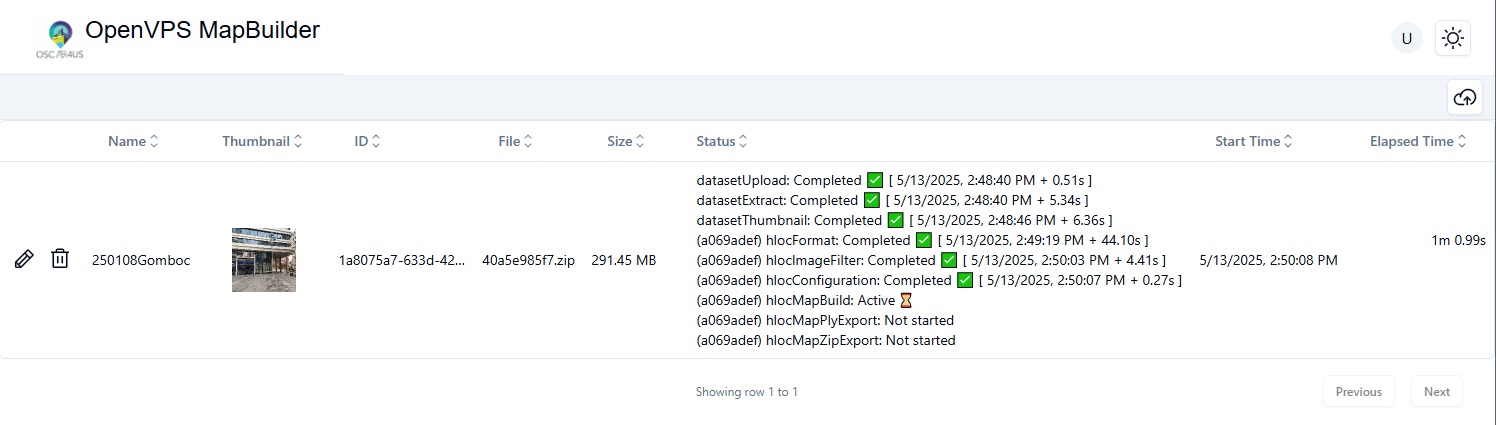 OpenVPS MapBuilder
OSCAR4US
U
Name Thumbnail ID File Size Status Start Time Elapsed Time
datasetUpload: Completed ✅ [ 5/13/2025, 2:48:40 PM + 0.51s ]
datasetExtract: Completed ✅ [ 5/13/2025, 2:48:40 PM + 5.34s ]
datasetThumbnail: Completed ✅ [ 5/13/2025, 2:48:46 PM + 6.36s ]
(a069adef) hlocFormat: Completed ✅ [ 5/13/2025, 2:49:19 PM + 44.10s ]
1m 0.99s
250108Gomboc 1a8075a7-633d-42... 40a5e985f7.zip 291.45 MB (a069adef) hlocImageFilter: Completed ✅ [ 5/13/2025, 2:50:03 PM + 4.41s ] 5/13/2025, 2:50:08 PM
(a069adef) hlocConfiguration: Completed ✅ [ 5/13/2025, 2:50:07 PM + 0.27s ]
(a069adef) hlocMapBuild: Active ⌛
(a069adef) hlocMapPlyExport: Not started
(a069adef) hlocMapZipExport: Not started
Showing row 1 to 1
Previous Next